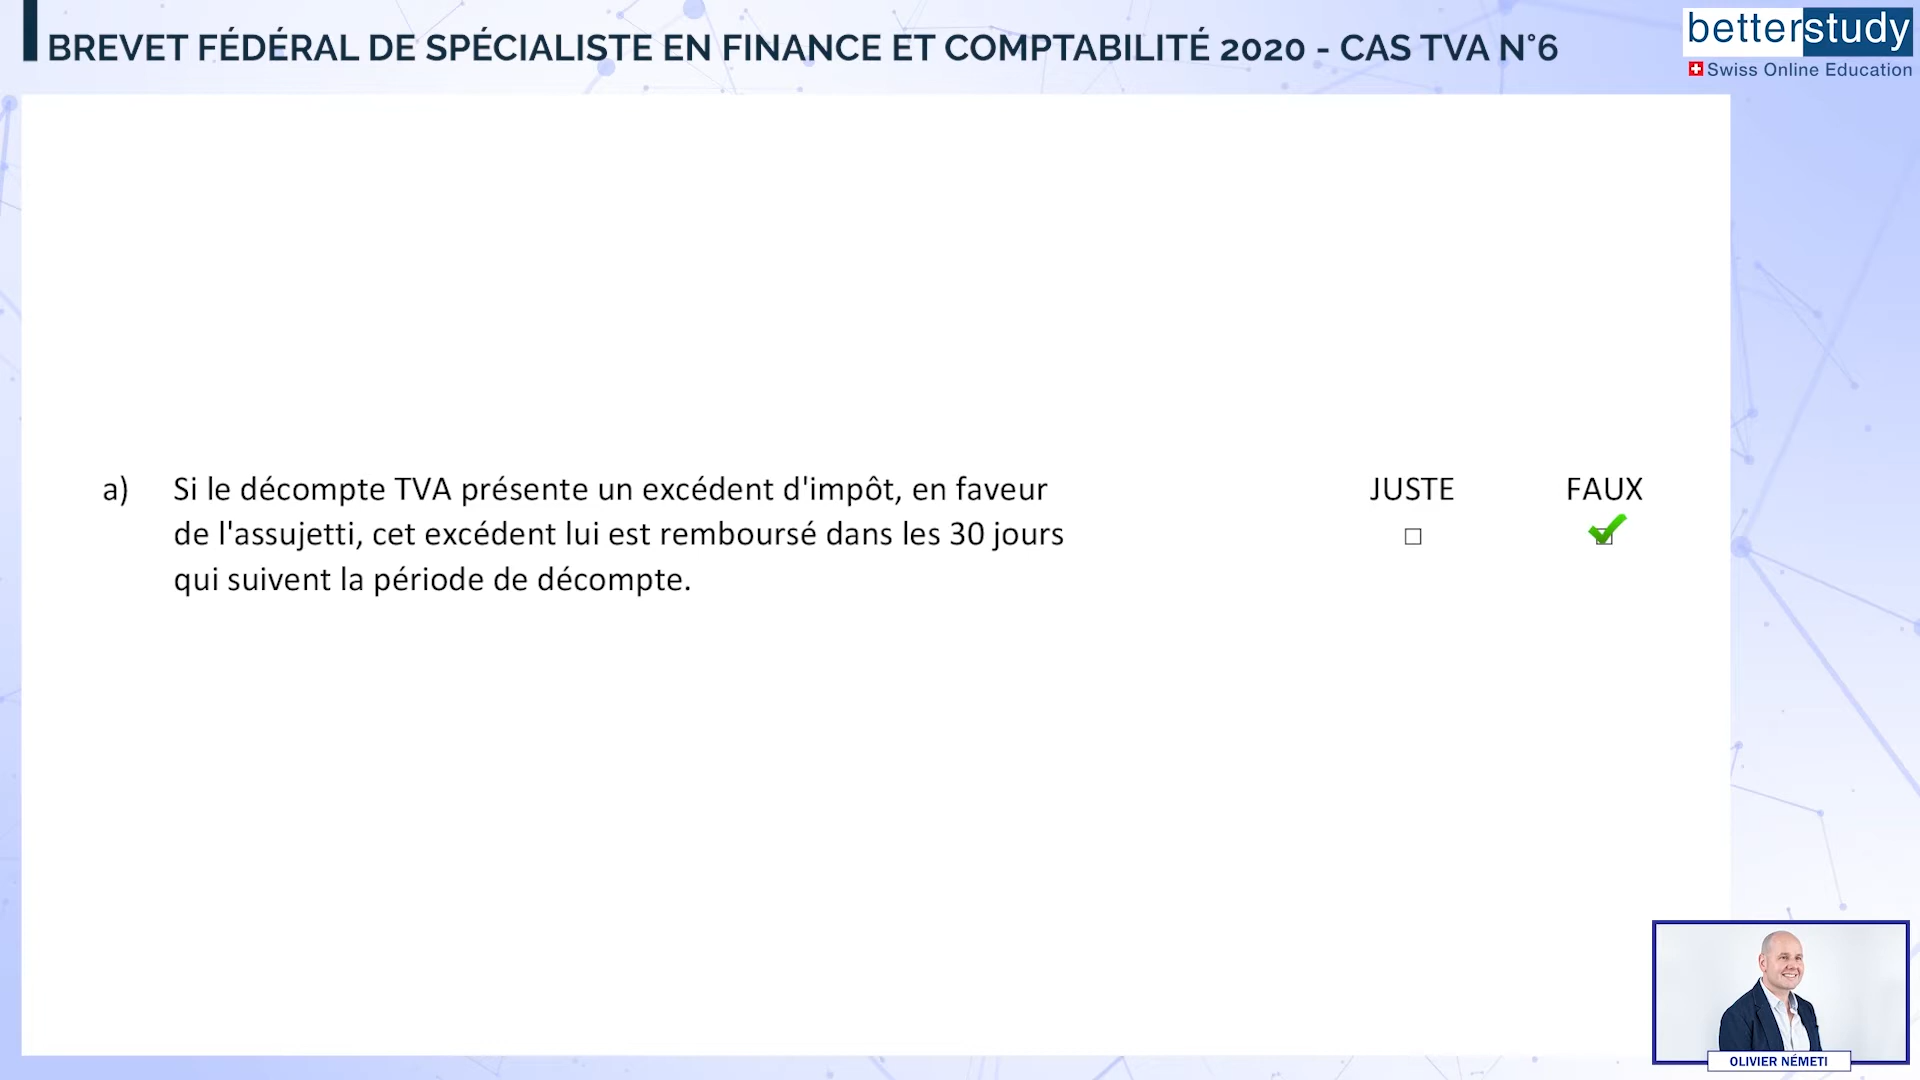 BREVET FÉDÉRAL DE SPÉCIALISTE EN FINANCE ET COMPTABILITÉ 2020 - CAS TVA N°6
betterstudy
Swiss Online Education
a) Si le décompte TVA présente un excédent d'impôt, en faveur JUSTE FAUX
de l'assujetti, cet excédent lui est remboursé dans les 30 jours
qui suivent la période de décompte.
OLIVIER NÉMETI